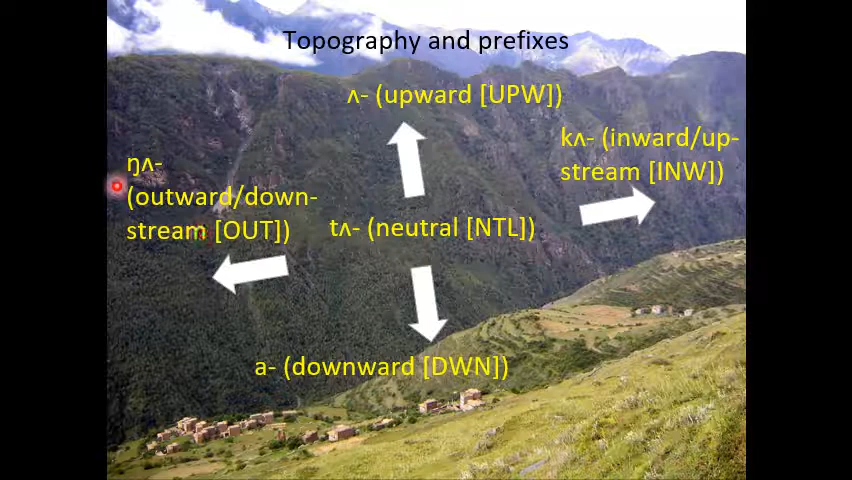 Topography and prefixes
ʌ- (upward [UPW])
kʌ- (inward/up-
stream [INW])
ŋʌ-
(outward/down-
stream [OUT])
tʌ- (neutral [NTL])
a- (downward [DWN])